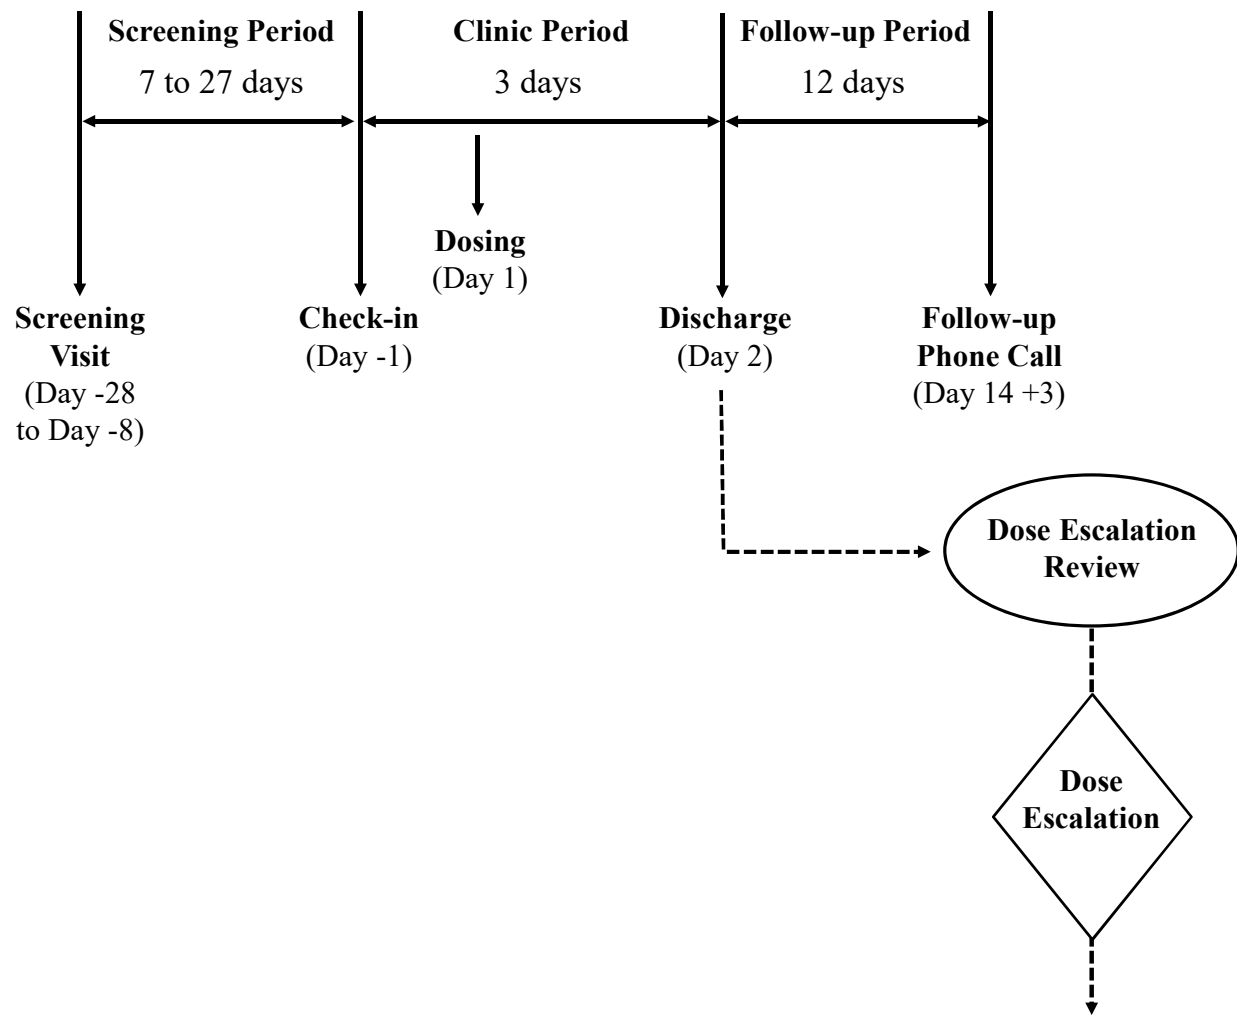 Screening Period
7 to 27 days
Clinic Period
3 days
Follow-up Period
12 days
Dosing
(Day 1)
Screening
Visit
(Day -28
to Day -8)
Check-in
(Day -1)
Discharge
(Day 2)
Follow-up
Phone Call
(Day 14 +3)
Dose Escalation
Review
Dose
Escalation